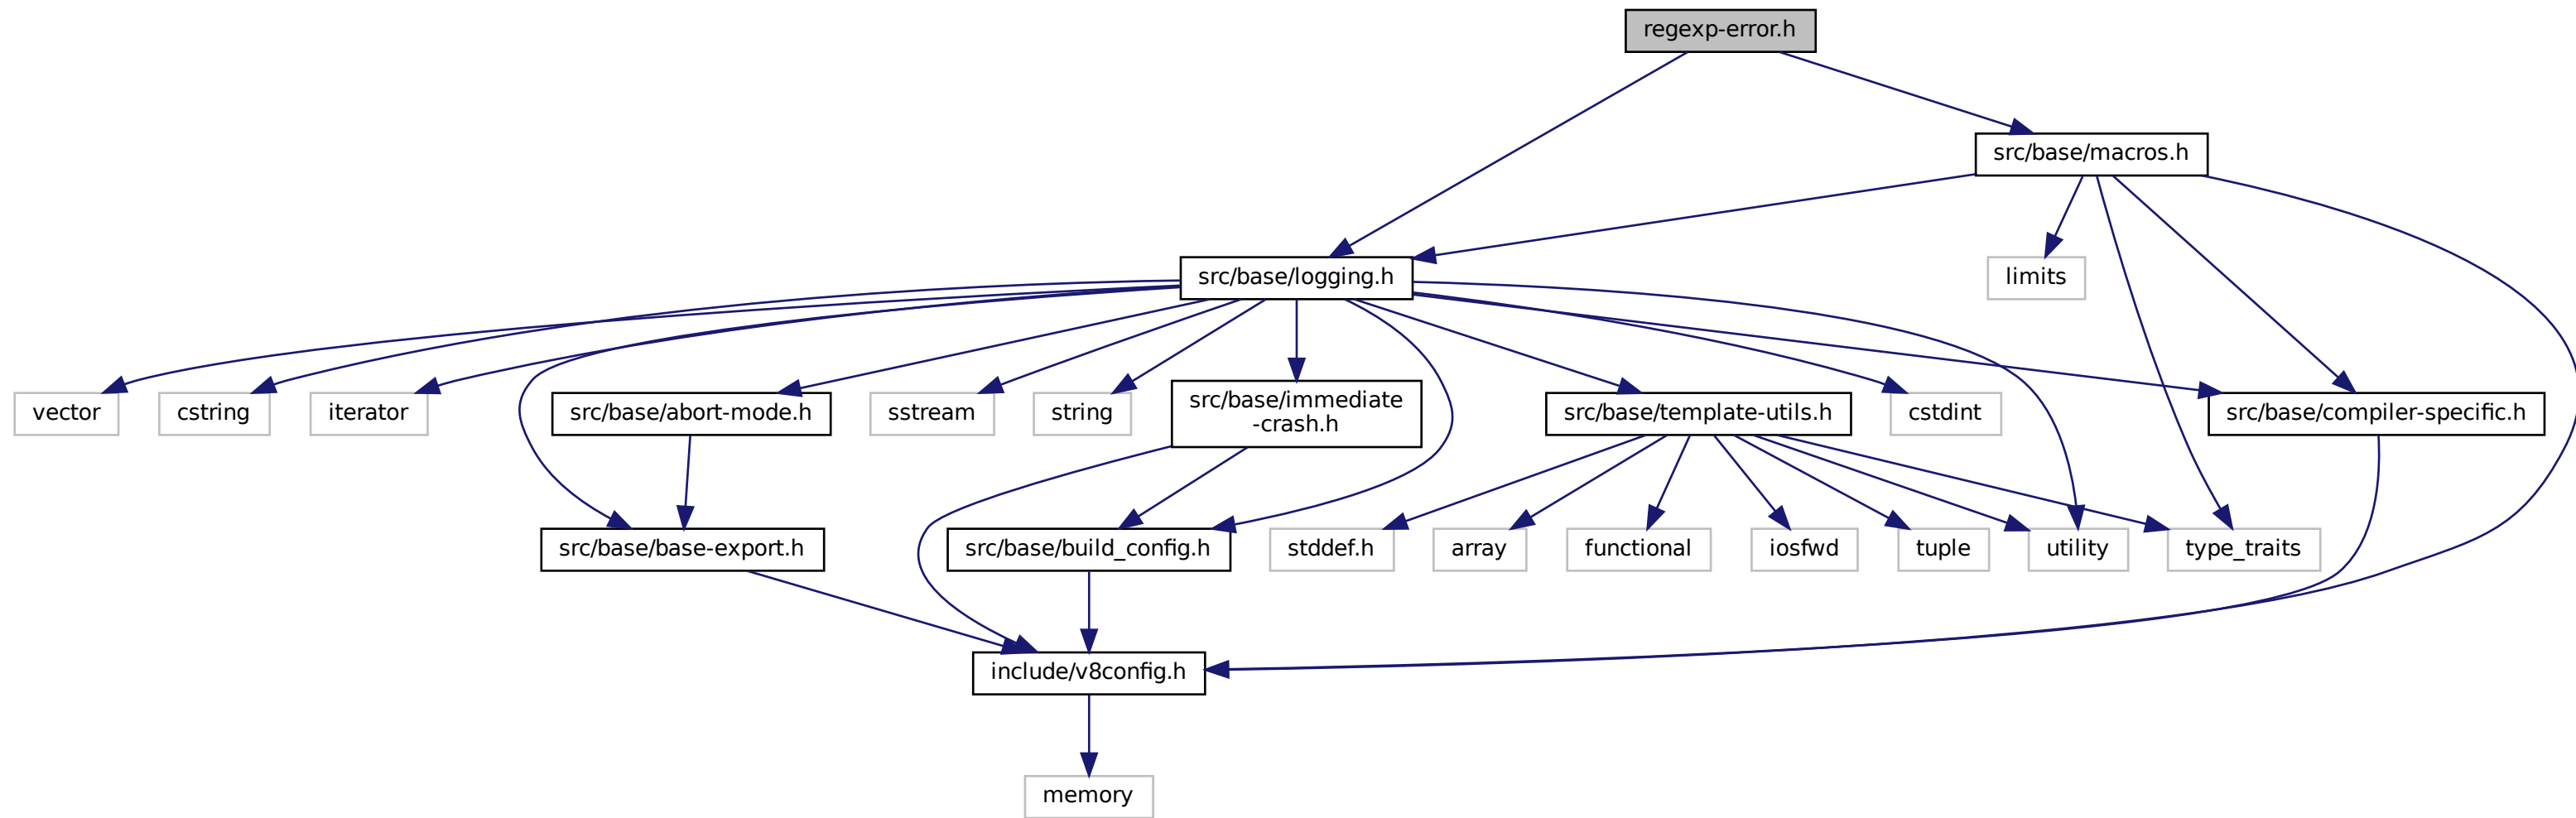 regexp-error.h
src/base/macros.h
src/base/logging.h
limits
vector
cstring
iterator
src/base/abort-mode.h
sstream
string
src/base/immediate
-crash.h
src/base/template-utils.h
cstdint
src/base/compiler-specific.h
src/base/base-export.h
src/base/build_config.h
stddef.h
array
functional
iosfwd
tuple
utility
type_traits
include/v8config.h
memory